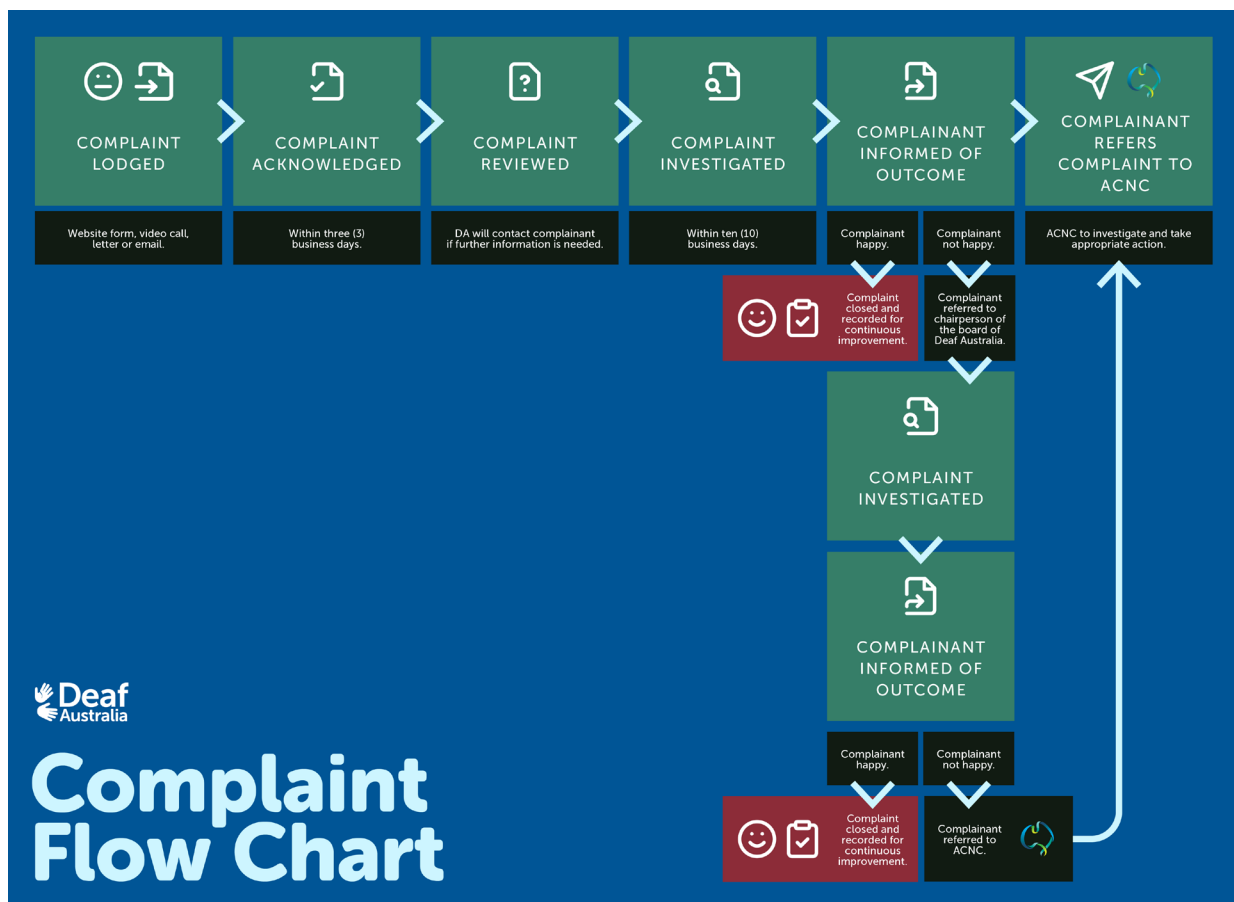 COMPLAINT
LODGED
Website form, video call,
letter or email.
COMPLAINT
ACKNOWLEDGED
Within three (3)
business days.
COMPLAINT
REVIEWED
DA will contact complainant
if further information is needed.
COMPLAINT
INVESTIGATED
Within ten (10)
business days.
COMPLAINANT
INFORMED OF
OUTCOME
Complainant
happy.
Complainant
not happy.
COMPLAINANT
REFERS
COMPLAINT TO
ACNC
ACNC to investigate and take
appropriate action.
Complaint
closed and
recorded for
continuous
improvement.
Complainant
referred to
chairperson of
the board of
Deaf Australia.
COMPLAINT
INVESTIGATED
COMPLAINANT
INFORMED OF
OUTCOME
Complainant
happy.
Complainant
not happy.
Complaint
closed and
recorded for
continuous
improvement.
Complainant
referred to
ACNC.
Deaf
Australia
Complaint
Flow Chart